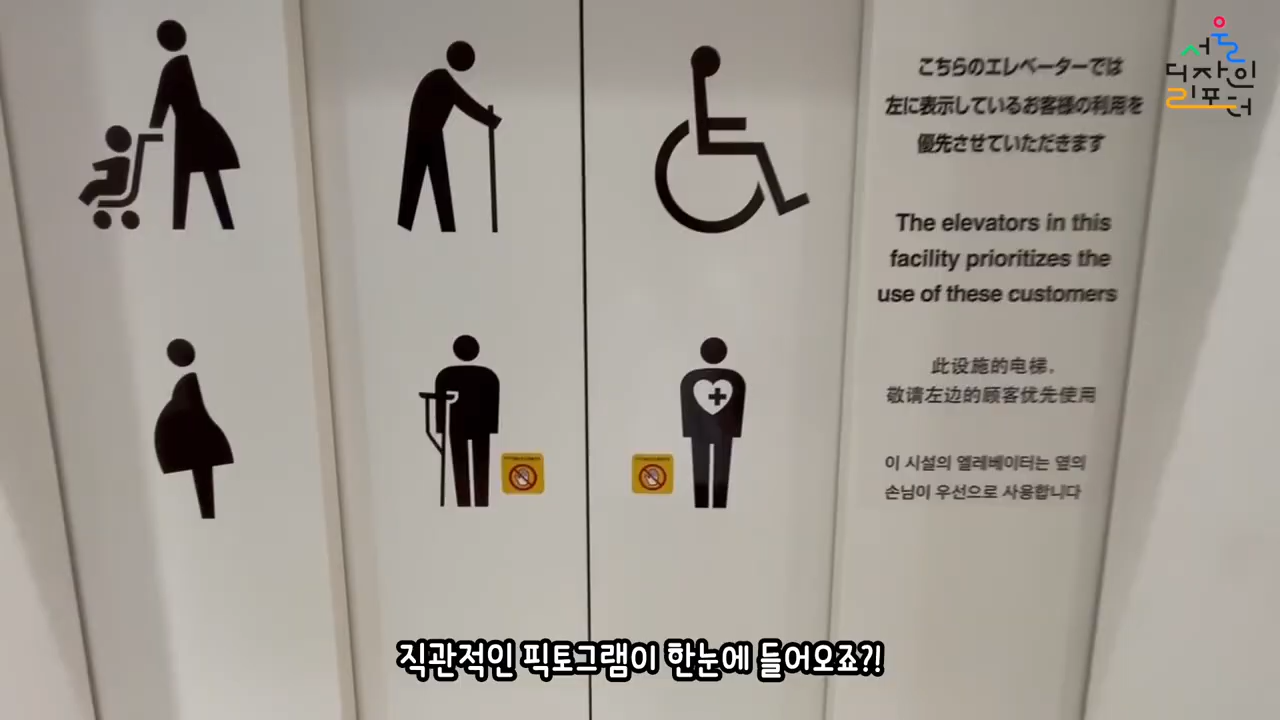 서울
디자인
리포터
こちらのエレベーターでは
左に表示しているお客様の利用を
優先させていただきます
The elevators in this
facility prioritizes the
use of these customers
此设施的电梯，
敬请左边的顾客优先使用
이 시설의 엘레베이터는 옆의
손님이 우선으로 사용합니다
직관적인 픽토그램이 한눈에 들어오죠?!